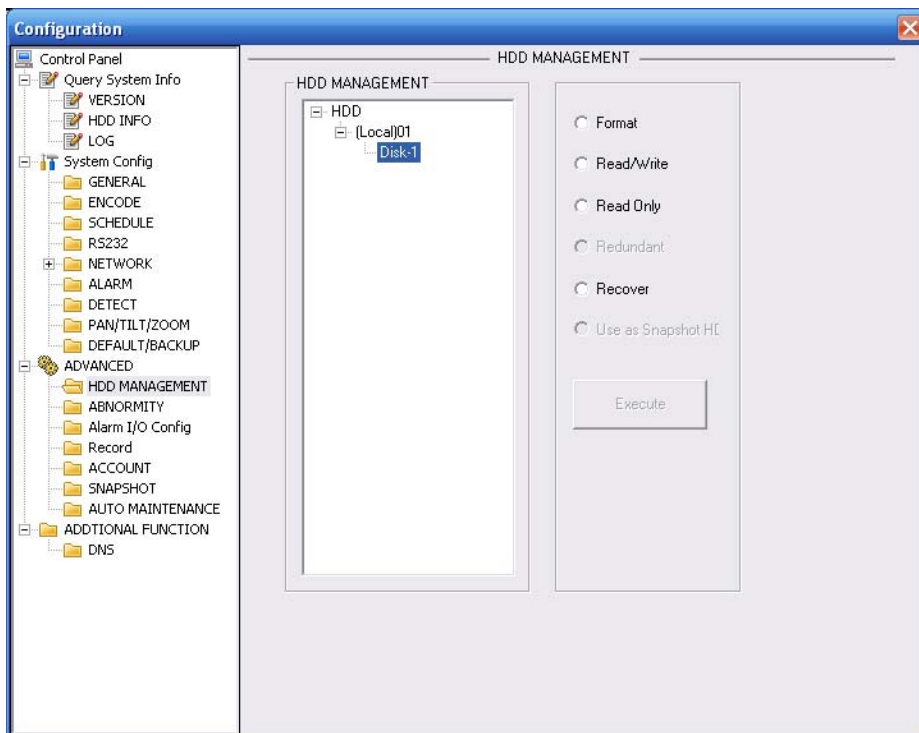 Configuration
Control Panel
Query System Info
VERSION
HDD INFO
LOG
System Config
GENERAL
ENCODE
SCHEDULE
RS232
NETWORK
ALARM
DETECT
PAN/TILT/ZOOM
DEFAULT/BACKUP
ADVANCED
HDD MANAGEMENT
ABNORMITY
Alarm I/O Config
Record
ACCOUNT
SNAPSHOT
AUTO MAINTENANCE
ADDTIONAL FUNCTION
DNS
HDD MANAGEMENT
HDD MANAGEMENT
HDD
(Local)01
Disk-1
Format
Read/Write
Read Only
Redundant
Recover
Use as Snapshot HD
Execute